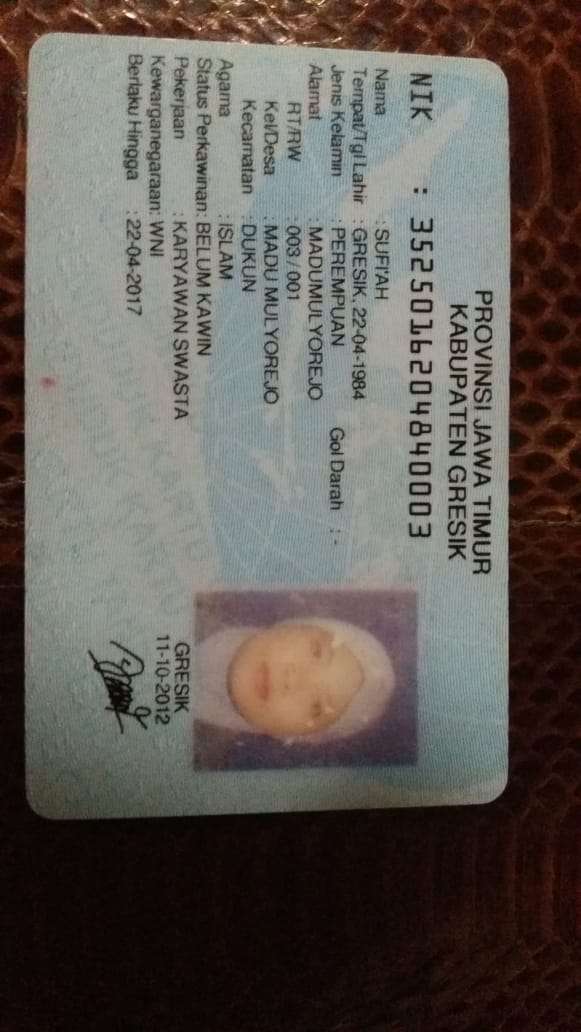 PROVINSI JAWA TIMUR
KABUPATEN GRESIK
NIK : 3525016204840003
Nama : SUFI'AH
Tempat/Tgl Lahir : GRESIK, 22-04-1984
Jenis Kelamin : PEREMPUAN Gol Darah : -
Alamat : MADUMULYOREJO
RT/RW : 003 / 001
Kel/Desa : MADU MULYOREJO
Kecamatan : DUKUN
Agama : ISLAM
Status Perkawinan: BELUM KAWIN
Pekerjaan : KARYAWAN SWASTA
Kewarganegaraan: WNI
Berlaku Hingga : 22-04-2017
GRESIK
11-10-2012